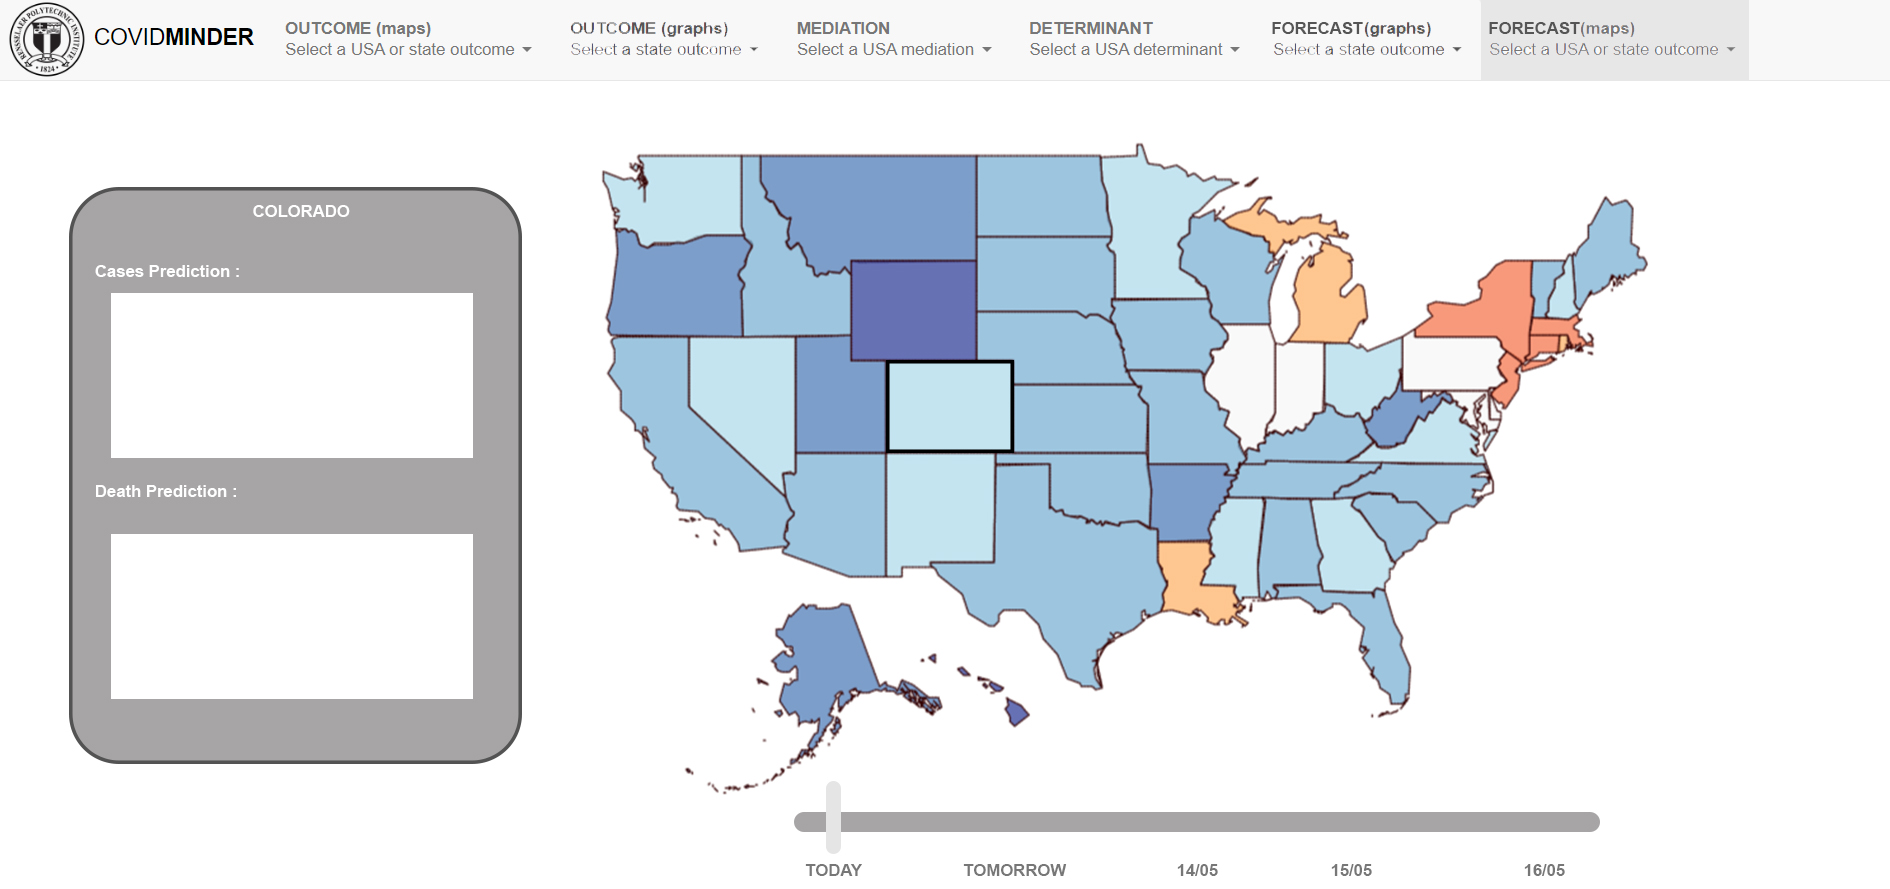 RENSSELAER POLYTECHNIC INSTITUTE
1824
COVIDMINDER
OUTCOME (maps)
Select a USA or state outcome
OUTCOME (graphs)
Select a state outcome
MEDIATION
Select a USA mediation
DETERMINANT
Select a USA determinant
FORECAST(graphs)
Select a state outcome
FORECAST(maps)
Select a USA or state outcome
COLORADO
Cases Prediction :
Death Prediction :
TODAY
TOMORROW
14/05
15/05
16/05